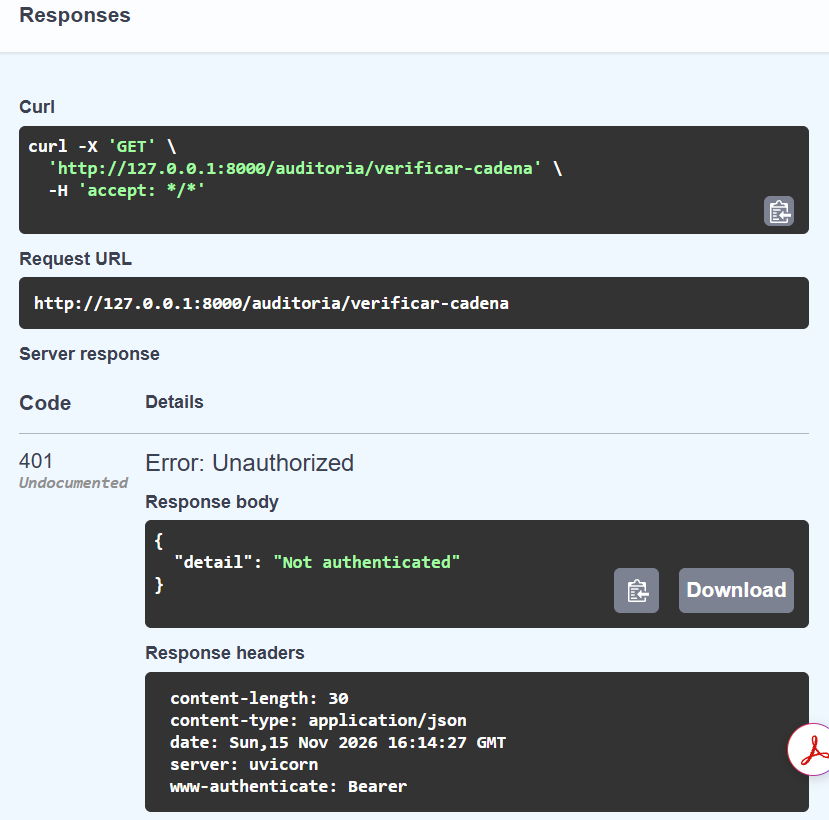 Responses
Curl
curl -X 'GET' \
'http://127.0.0.1:8000/auditoria/verificar-cadena' \
-H 'accept: */*'
Request URL
http://127.0.0.1:8000/auditoria/verificar-cadena
Server response
Code Details
401 Error: Unauthorized
Undocumented
Response body
{
"detail": "Not authenticated"
}
Download
Response headers
content-length: 30
content-type: application/json
date: Sun,15 Nov 2026 16:14:27 GMT
server: uvicorn
www-authenticate: Bearer